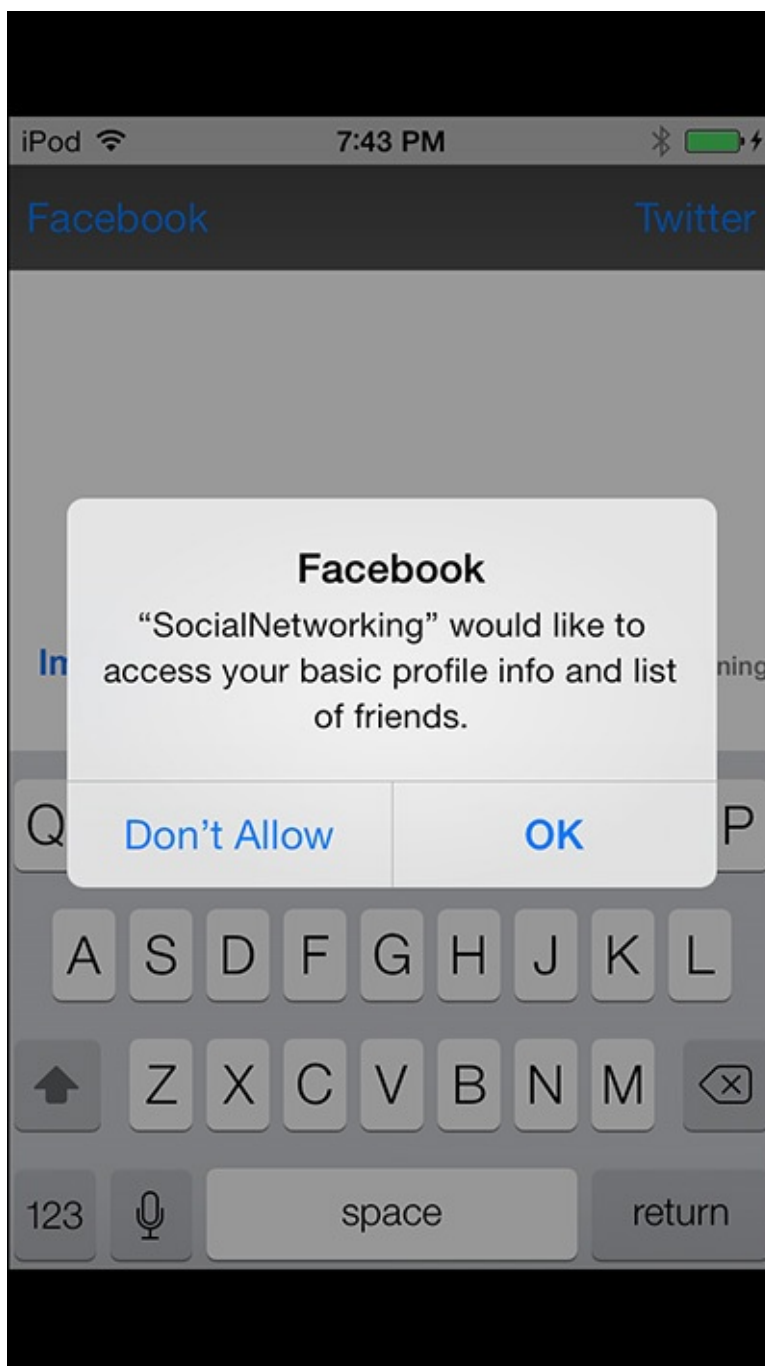 iPod 7:43 PM
Facebook Twitter
Facebook
“SocialNetworking” would like to
access your basic profile info and list
of friends.
Don’t Allow OK
Q P
A S D F G H J K L
Z X C V B N M
123 space return